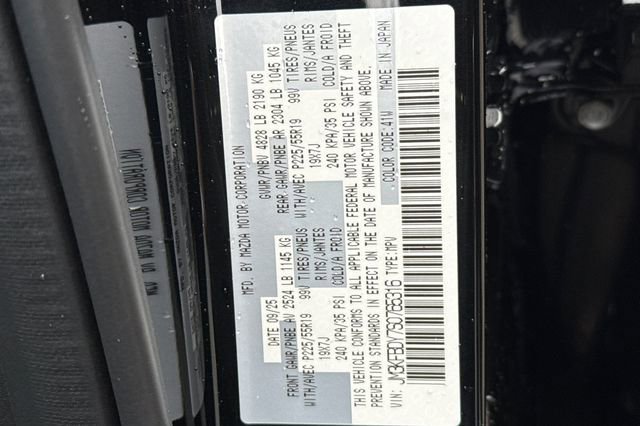 MFD. BY MAZDA MOTOR CORPORATION
DATE 09/25 GVWR/PNBV 4828 LB 2190 KG
FRONT GAWR/PNBE AV 2524 LB 1145 KG REAR GAWR/PNBE AR 2304 LB 1045 KG
WITH/AVEC P225/55R19 99V TIRES/PNEUS WITH/AVEC P225/55R19 99V TIRES/PNEUS
19X7J RIMS/JANTES 19X7J RIMS/JANTES
240 KPA/35 PSI COLD/A FROID 240 KPA/35 PSI COLD/A FROID
THIS VEHICLE CONFORMS TO ALL APPLICABLE FEDERAL MOTOR VEHICLE SAFETY AND THEFT
PREVENTION STANDARDS IN EFFECT ON THE DATE OF MANUFACTURE SHOWN ABOVE.
VIN: JM3KFBDY7S0765316 TYPE:MPV COLOR CODE:41W MADE IN JAPAN